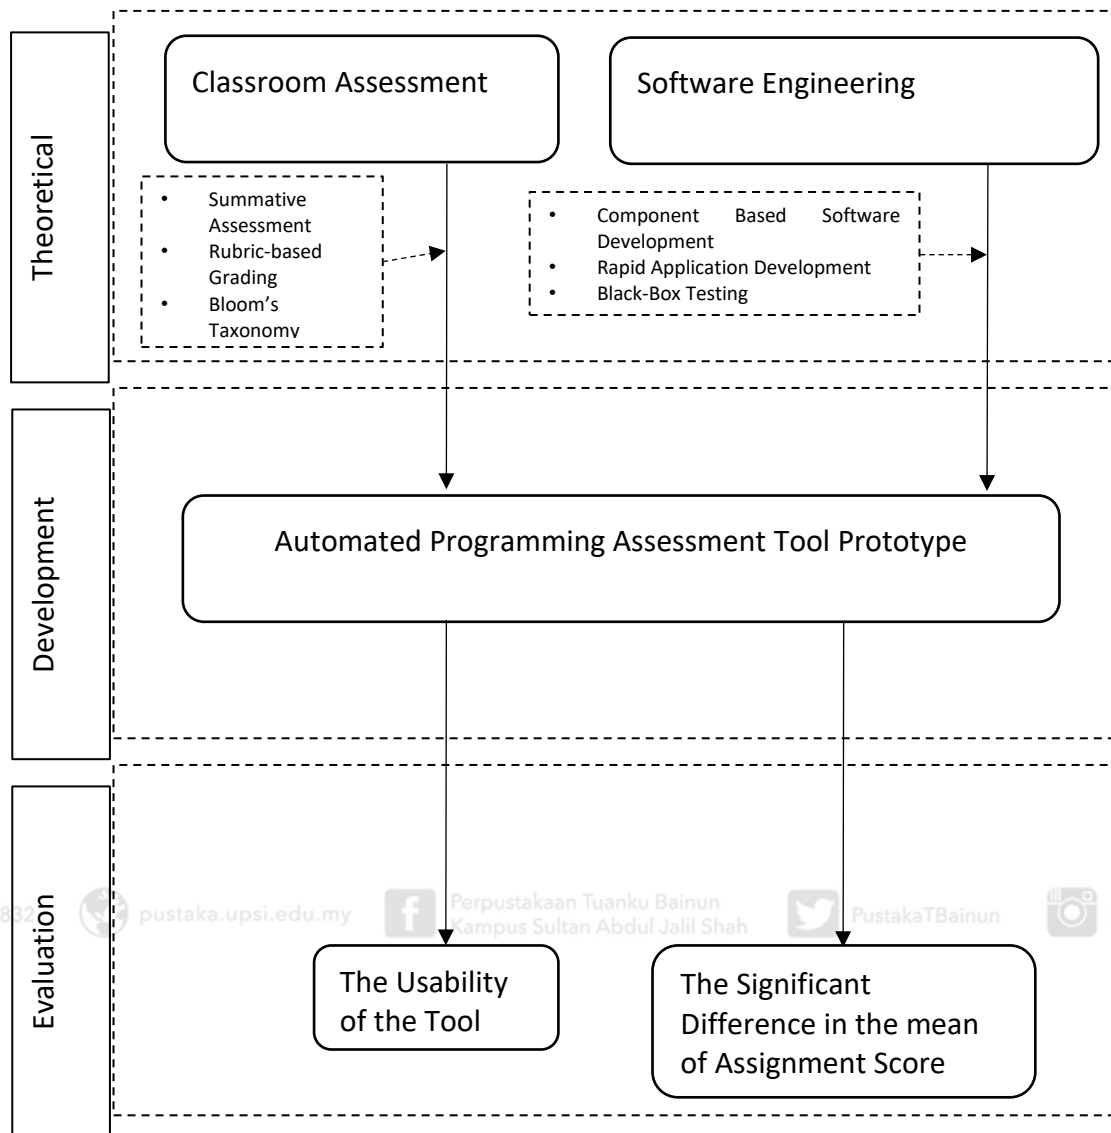 Theoretical
Classroom Assessment
Software Engineering
• Summative
Assessment
• Rubric-based
Grading
• Bloom’s
Taxonomy
• Component Based Software
Development
• Rapid Application Development
• Black-Box Testing
Development
Automated Programming Assessment Tool Prototype
Evaluation
832
pustaka.upsi.edu.my
Perpustakaan Tuanku Bainun
Kampus Sultan Abdul Jalil Shah
PustakaTBainun
The Usability
of the Tool
The Significant
Difference in the mean
of Assignment Score